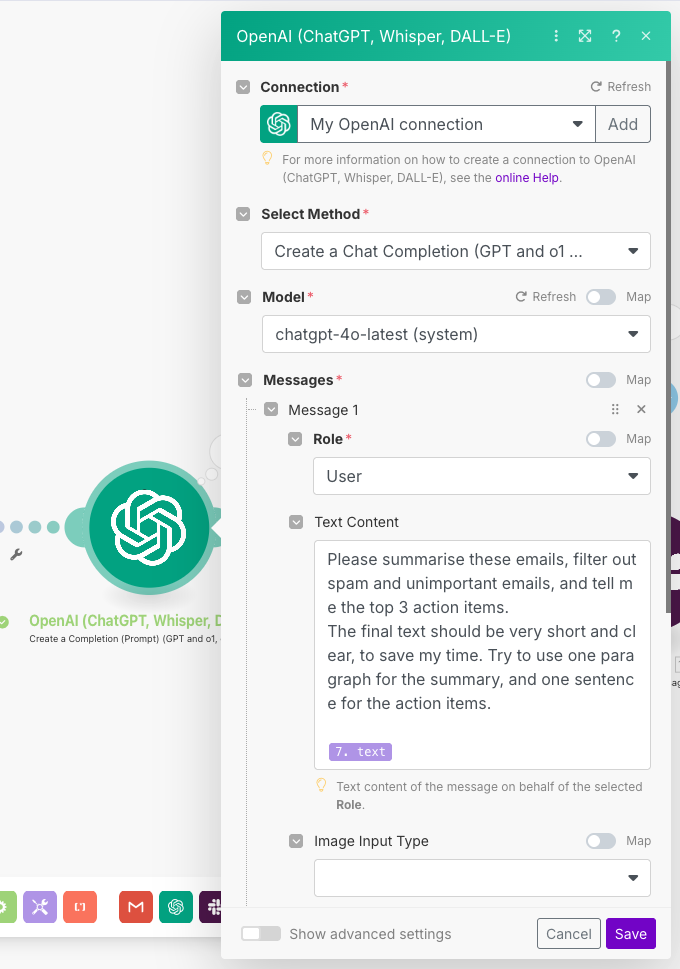 OpenAI (ChatGPT, Whisper, DALL-E)
Connection*
Refresh
My OpenAI connection
Add
For more information on how to create a connection to OpenAI
(ChatGPT, Whisper, DALL-E), see the online Help.
Select Method*
Create a Chat Completion (GPT and o1 ...
Model*
Refresh
Map
chatgpt-4o-latest (system)
Messages*
Map
Message 1
Role*
Map
User
Text Content
Please summarise these emails, filter out
spam and unimportant emails, and tell m
e the top 3 action items.
The final text should be very short and cl
ear, to save my time. Try to use one para
graph for the summary, and one sentenc
e for the action items.
7. text
Text content of the message on behalf of the selected
Role.
Image Input Type
Map
Show advanced settings
Cancel
Save
OpenAI (ChatGPT, Whisper, D
Create a Completion (Prompt) (GPT and o1,